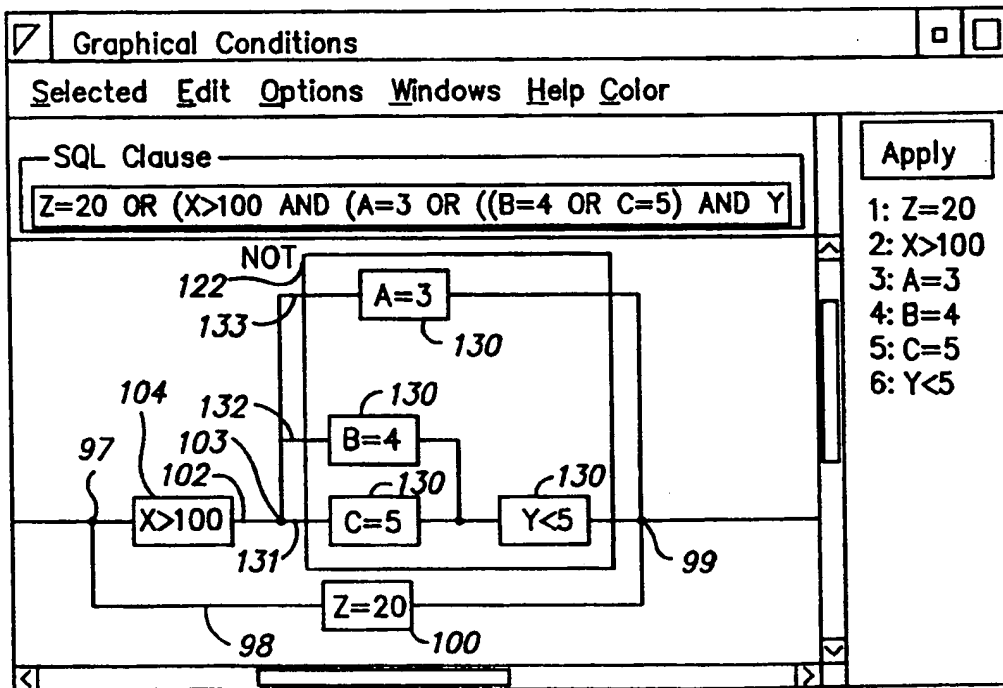 Graphical Conditions
Selected Edit Options Windows Help Color
SQL Clause
Z=20 OR (X>100 AND (A=3 OR ((B=4 OR C=5) AND Y
Apply
1: Z=20
2: X>100
3: A=3
4: B=4
5: C=5
6: Y<5
NOT
122
A=3
133
130
104
132
130
103
B=4
97
102
130
130
X>100
C=5
Y<5
131
99
Z=20
98
100